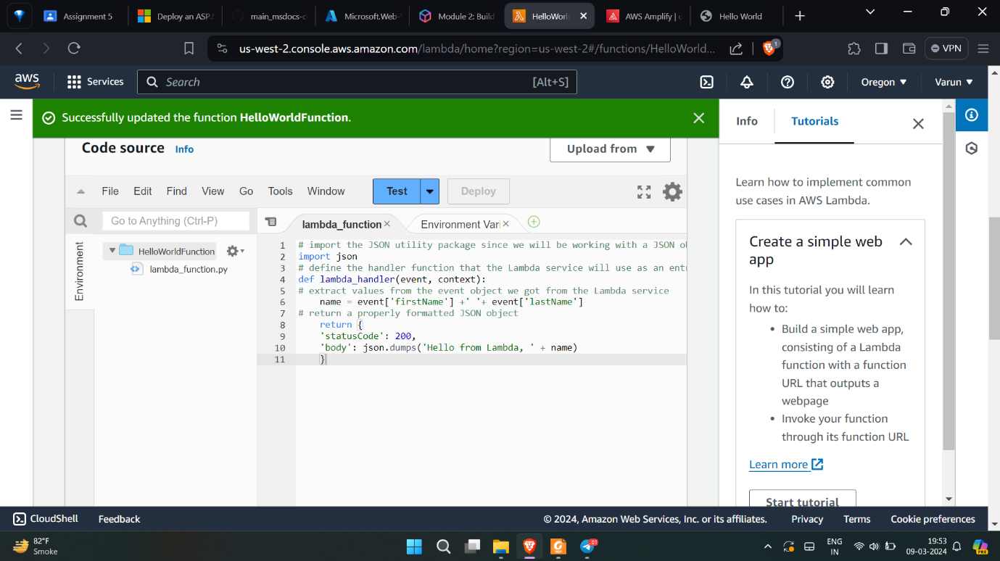 Assignment 5
Deploy an ASP.
main_msdocs-c
Microsoft.Web-
Module 2: Build
HelloWorl
AWS Amplify | u
Hello World
us-west-2.console.aws.amazon.com/lambda/home?region=us-west-2#/functions/HelloWorld...
1
VPN
aws
Services
Search
[Alt+S]
Oregon
Varun
Successfully updated the function HelloWorldFunction.
Info
Tutorials
Code source Info
Upload from
File Edit Find View Go Tools Window
Test
Deploy
Go to Anything (Ctrl-P)
lambda_function
Environment Vari
Environment
HelloWorldFunction
lambda_function.py
1 # import the JSON utility package since we will be working with a JSON o
2 import json
3 # define the handler function that the Lambda service will use as an ent
4 def lambda_handler(event, context):
5 # extract values from the event object we got from the Lambda service
6 name = event['firstName'] +' '+ event['lastName']
7 # return a properly formatted JSON object
8 return {
9 'statusCode': 200,
10 'body': json.dumps('Hello from Lambda, ' + name)
11 }
Learn how to implement common
use cases in AWS Lambda.
Create a simple web
app
In this tutorial you will learn
how to:
• Build a simple web app,
consisting of a Lambda
function with a function
URL that outputs a
webpage
• Invoke your function
through its function URL
Learn more
Start tutorial
CloudShell
Feedback
© 2024, Amazon Web Services, Inc. or its affiliates.
Privacy
Terms
Cookie preferences
82°F
Smoke
01
ENG
IN
19:53
09-03-2024
PRE